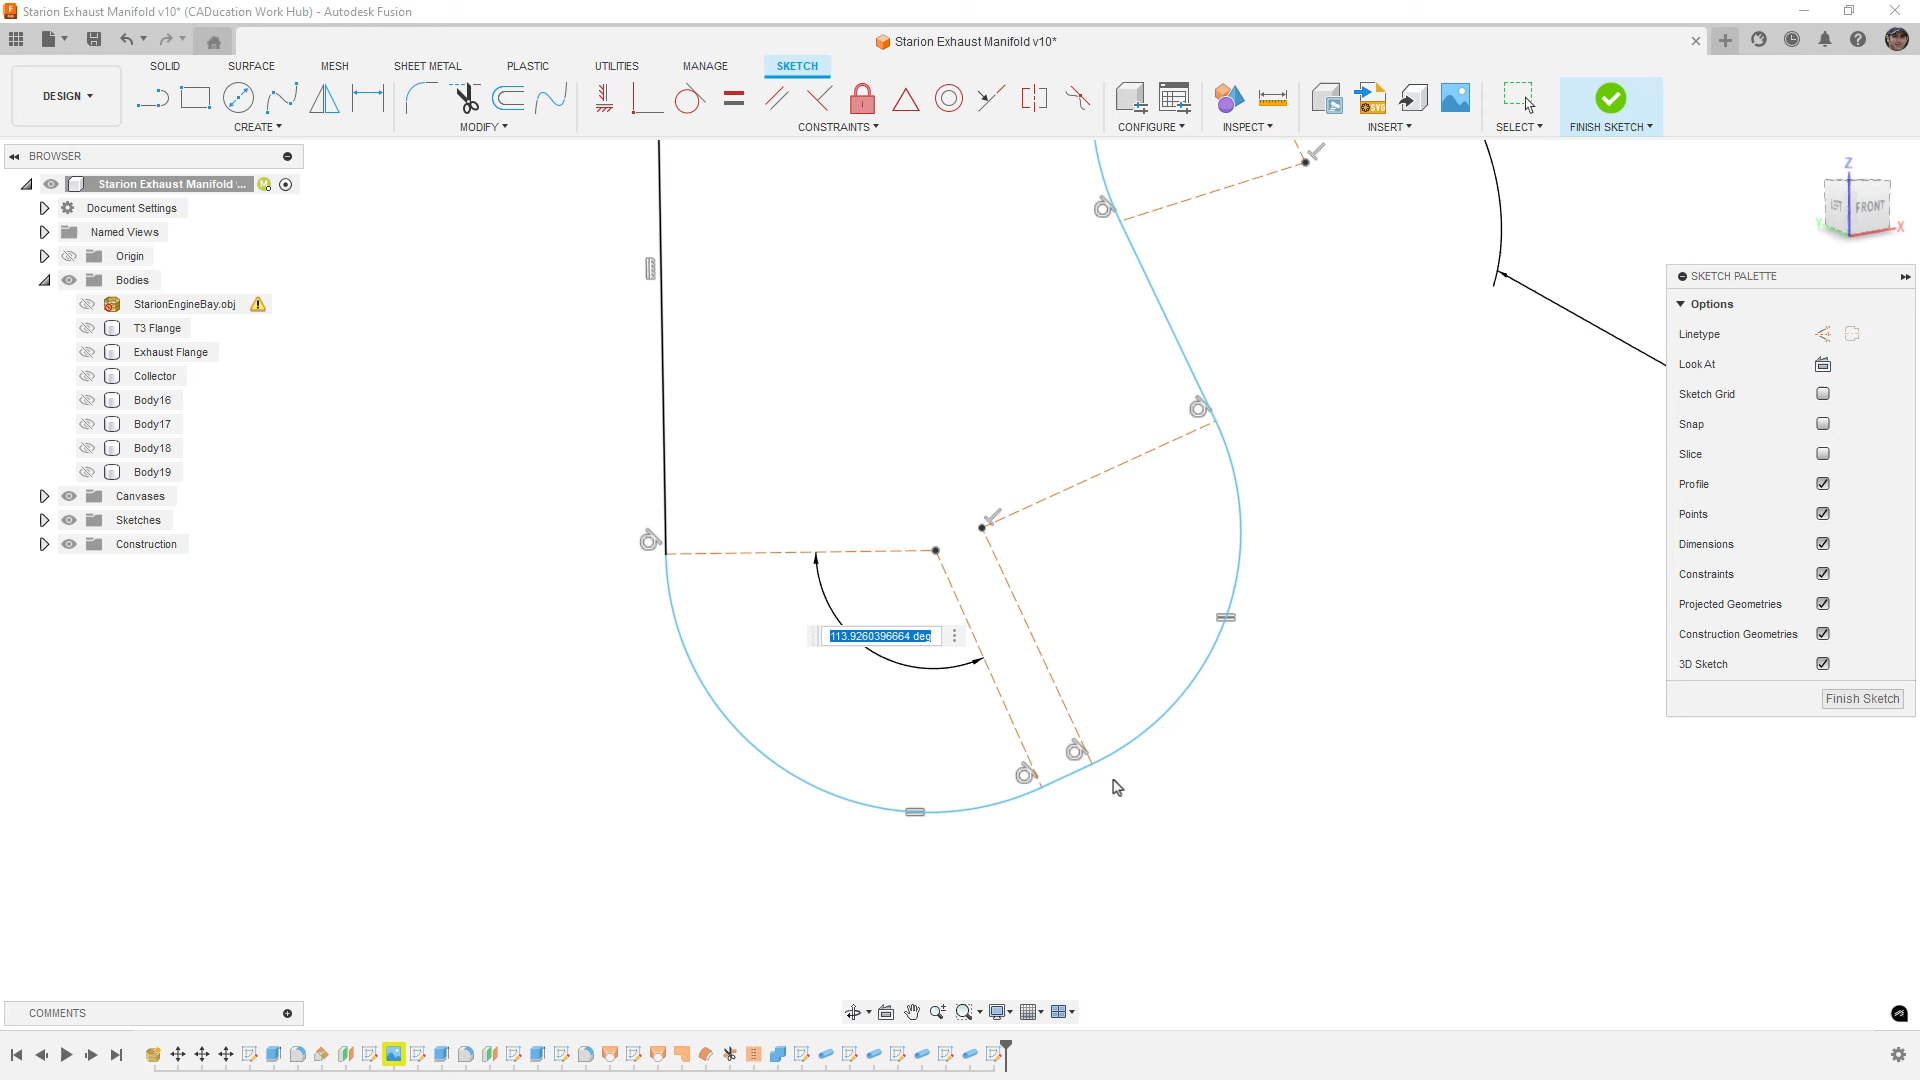 Starion Exhaust Manifold v10* (CADucation Work Hub) - Autodesk Fusion
Starion Exhaust Manifold v10*
DESIGN
SOLID SURFACE MESH SHEET METAL PLASTIC UTILITIES MANAGE SKETCH
CREATE MODIFY CONSTRAINTS CONFIGURE INSPECT INSERT SELECT FINISH SKETCH
SVG
BROWSER
Starion Exhaust Manifold '...
M
Document Settings
Named Views
Origin
Bodies
StarionEngineBay.obj
T3 Flange
Exhaust Flange
Collector
Body16
Body17
Body18
Body19
Canvases
Sketches
Construction
113.9260396664 deg
Z
LEFT FRONT
Y X
SKETCH PALETTE
Options
Linetype
Look At
Sketch Grid
Snap
Slice
Profile
Points
Dimensions
Constraints
Projected Geometries
Construction Geometries
3D Sketch
Finish Sketch
COMMENTS